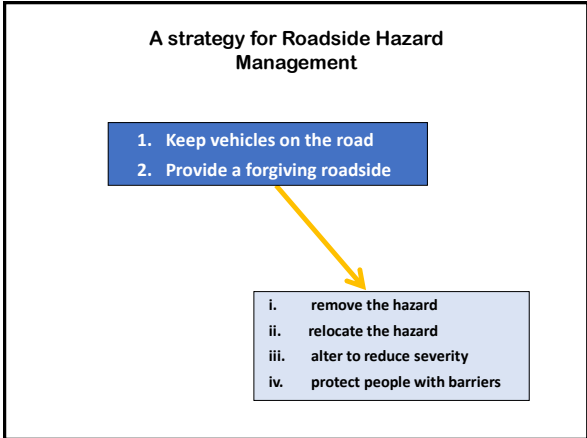 A strategy for Roadside Hazard
Management
1. Keep vehicles on the road
2. Provide a forgiving roadside
i. remove the hazard
ii. relocate the hazard
iii. alter to reduce severity
iv. protect people with barriers